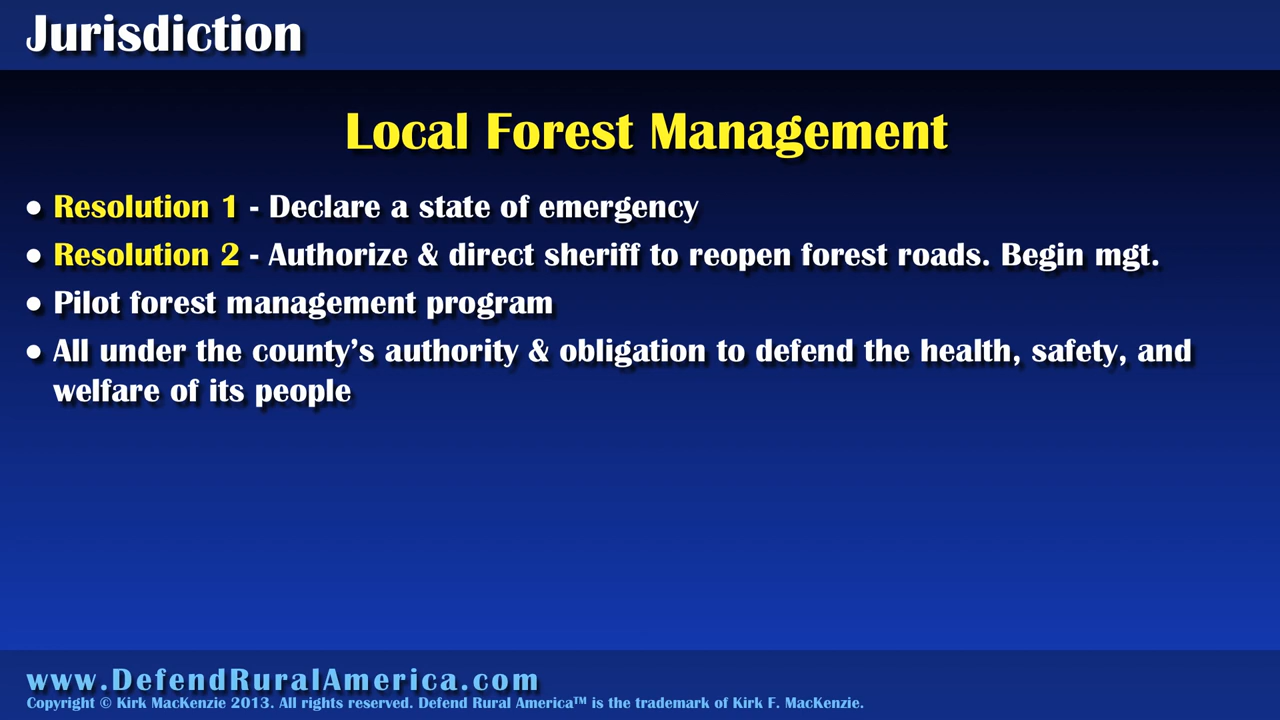 Jurisdiction
Local Forest Management
● Resolution 1 - Declare a state of emergency
● Resolution 2 - Authorize & direct sheriff to reopen forest roads. Begin mgt.
● Pilot forest management program
● All under the county’s authority & obligation to defend the health, safety, and
welfare of its people
www.DefendRuralAmerica.com
Copyright © Kirk MacKenzie 2013. All rights reserved. Defend Rural America™ is the trademark of Kirk F. MacKenzie.